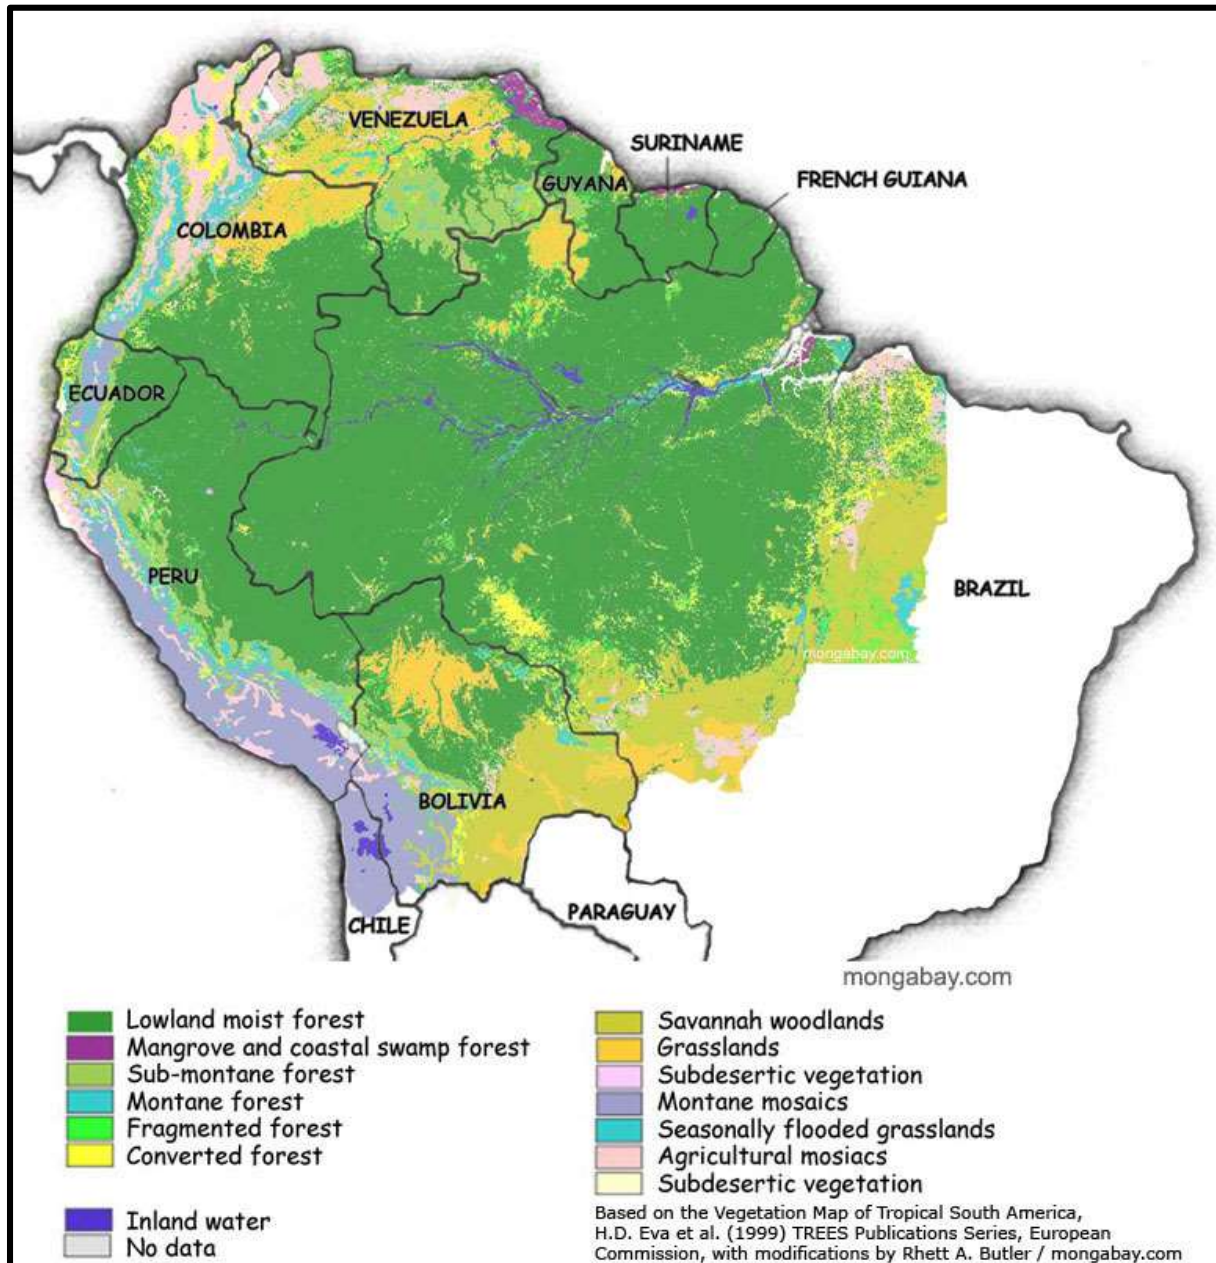 VENEZUELA
SURINAME
GUYANA
FRENCH GUIANA
COLOMBIA
ECUADOR
PERU
BRAZIL
mongabay.com
BOLIVIA
PARAGUAY
CHILE
mongabay.com
Lowland moist forest
Mangrove and coastal swamp forest
Sub-montane forest
Montane forest
Fragmented forest
Converted forest
Inland water
No data
Savannah woodlands
Grasslands
Subdesertic vegetation
Montane mosaics
Seasonally flooded grasslands
Agricultural mosiacs
Subdesertic vegetation
Based on the Vegetation Map of Tropical South America,
H.D. Eva et al. (1999) TREES Publications Series, European
Commission, with modifications by Rhett A. Butler / mongabay.com